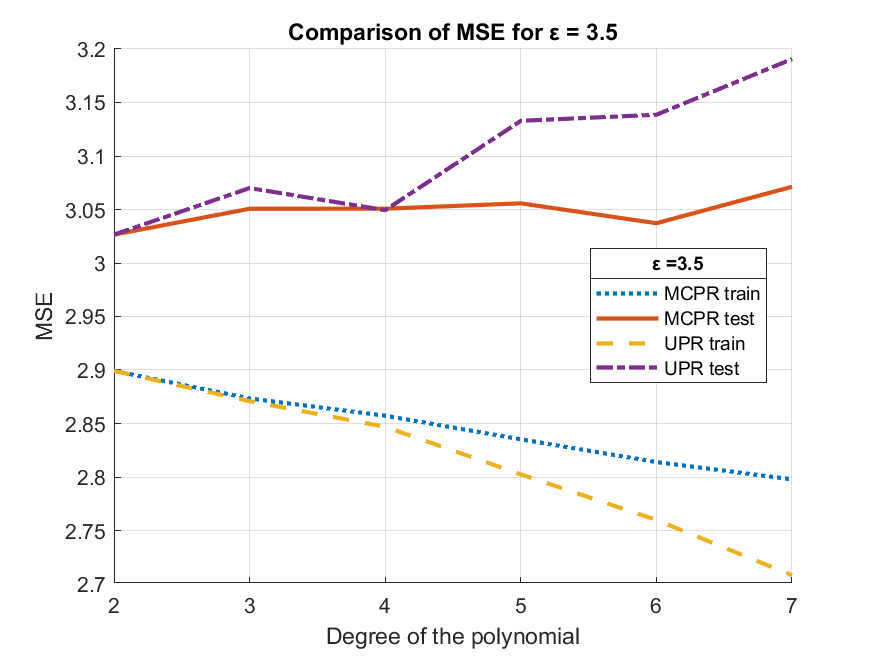 Comparison of MSE for ε = 3.5
3.2
3.15
3.1
3.05
3
2.95
2.9
2.85
2.8
2.75
2.7
MSE
ε =3.5
MCPR train
MCPR test
UPR train
UPR test
2 3 4 5 6 7
Degree of the polynomial